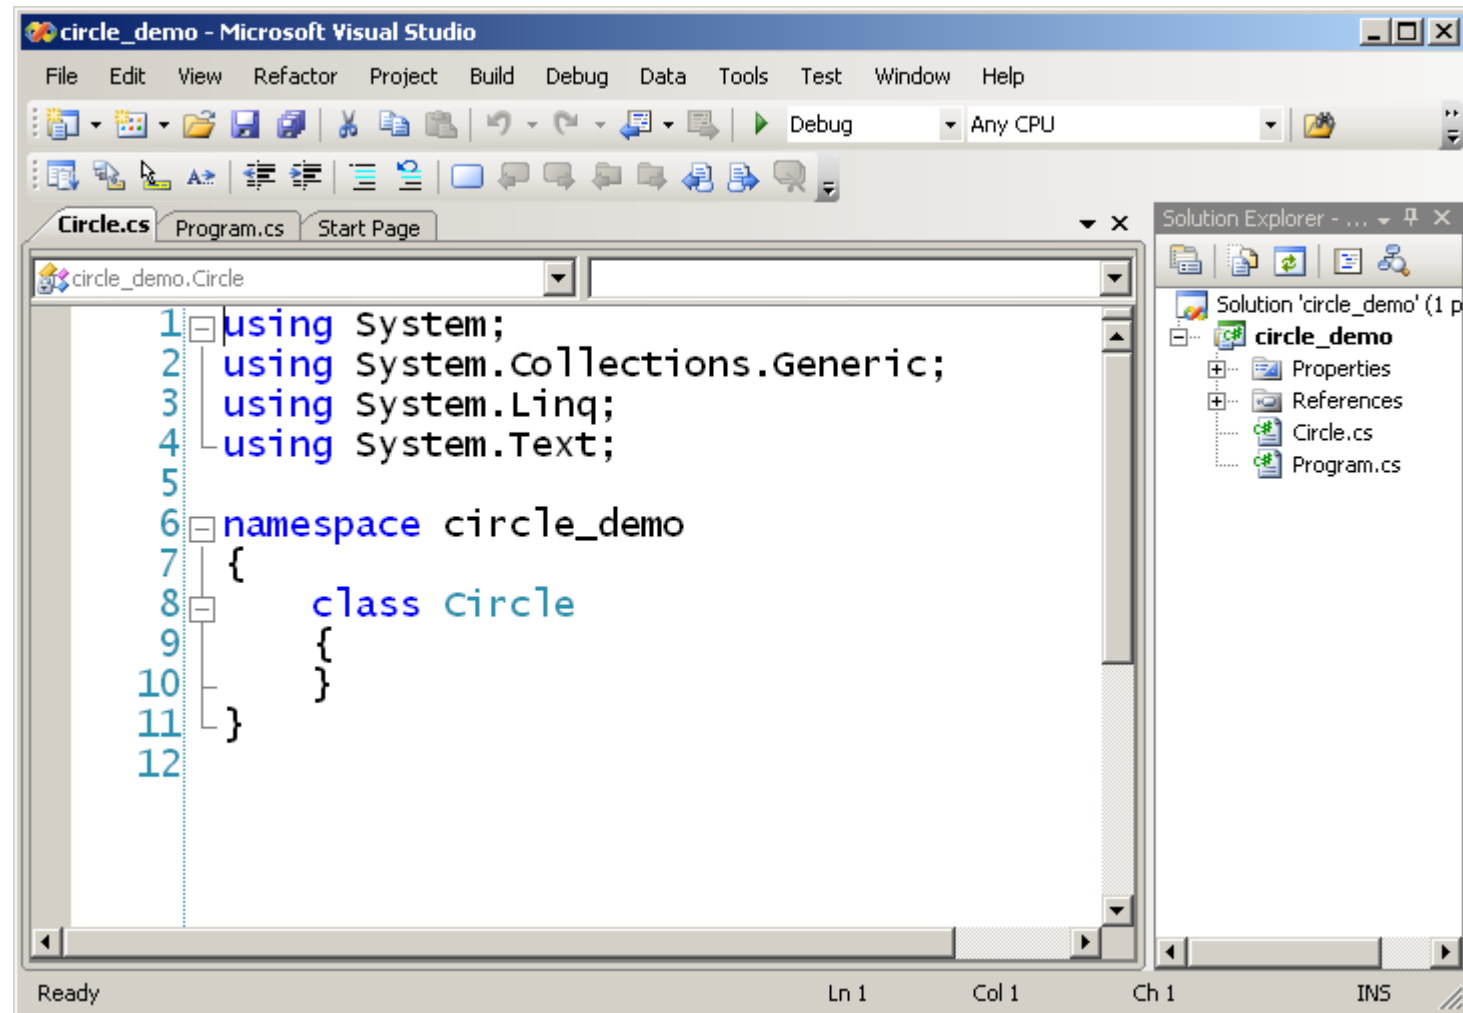 circle_demo - Microsoft Visual Studio
File Edit View Refactor Project Build Debug Data Tools Test Window Help
Debug Any CPU
Circle.cs Program.cs Start Page
Solution Explorer - ...
circle_demo.Circle
Solution 'circle_demo' (1 p
circle_demo
Properties
References
Circle.cs
Program.cs
1 using System;
2 using System.Collections.Generic;
3 using System.Linq;
4 using System.Text;
5
6 namespace circle_demo
7 {
8 class Circle
9 {
10 }
11 }
12
Ready Ln 1 Col 1 Ch 1 INS